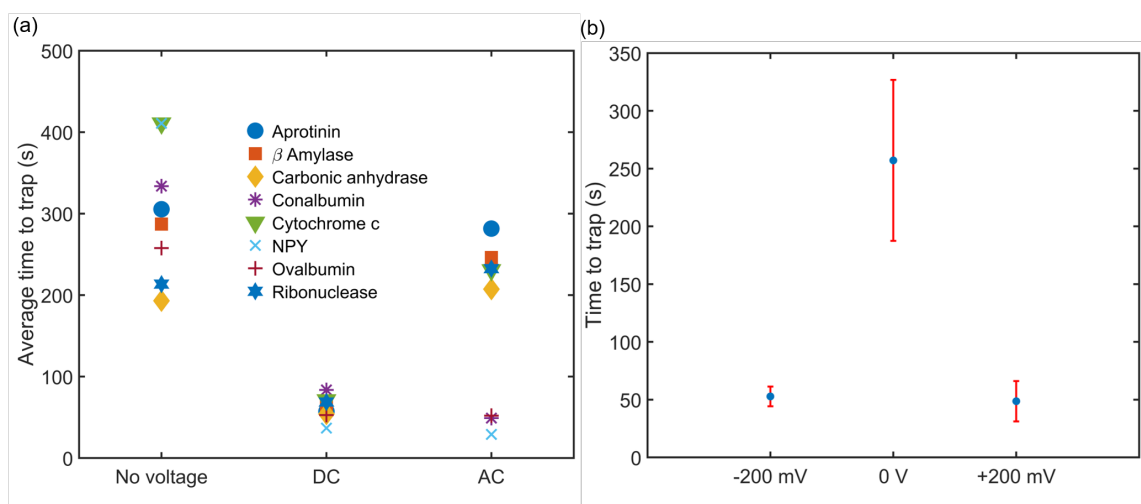 (a)
500
400
300
200
100
0
Average time to trap (s)
No voltage
DC
AC
Aprotinin
β Amylase
Carbonic anhydrase
Conalbumin
Cytochrome c
NPY
Ovalbumin
Ribonuclease
(b)
350
300
250
200
150
100
50
0
Time to trap (s)
-200 mV
0 V
+200 mV